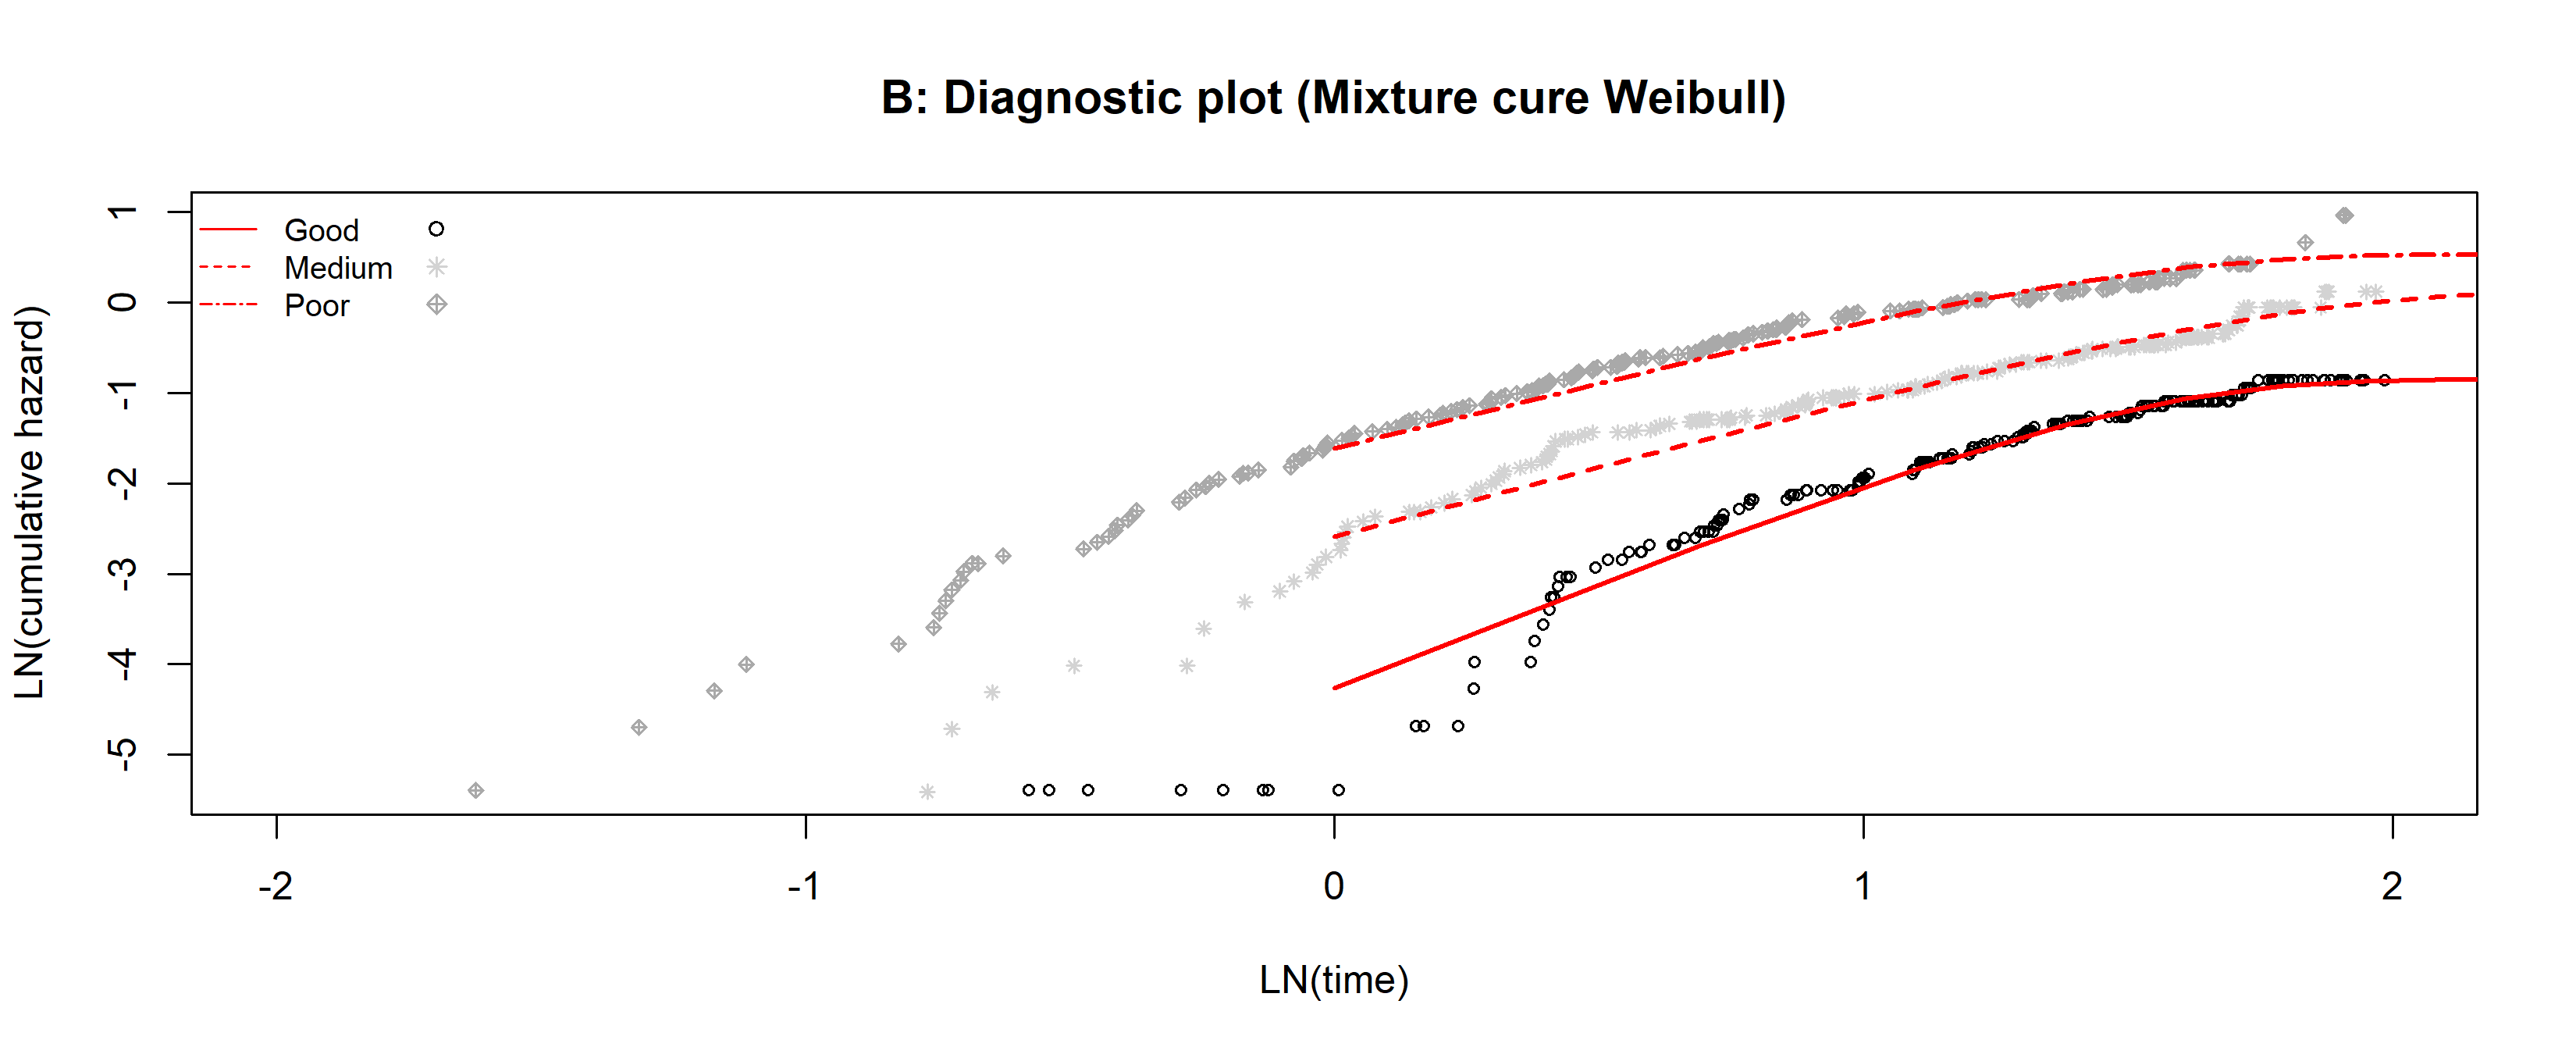 B: Diagnostic plot (Mixture cure Weibull)
LN(cumulative hazard)
1
0
-1
-2
-3
-4
-5
Good
Medium
Poor
-2 -1 0 1 2
LN(time)